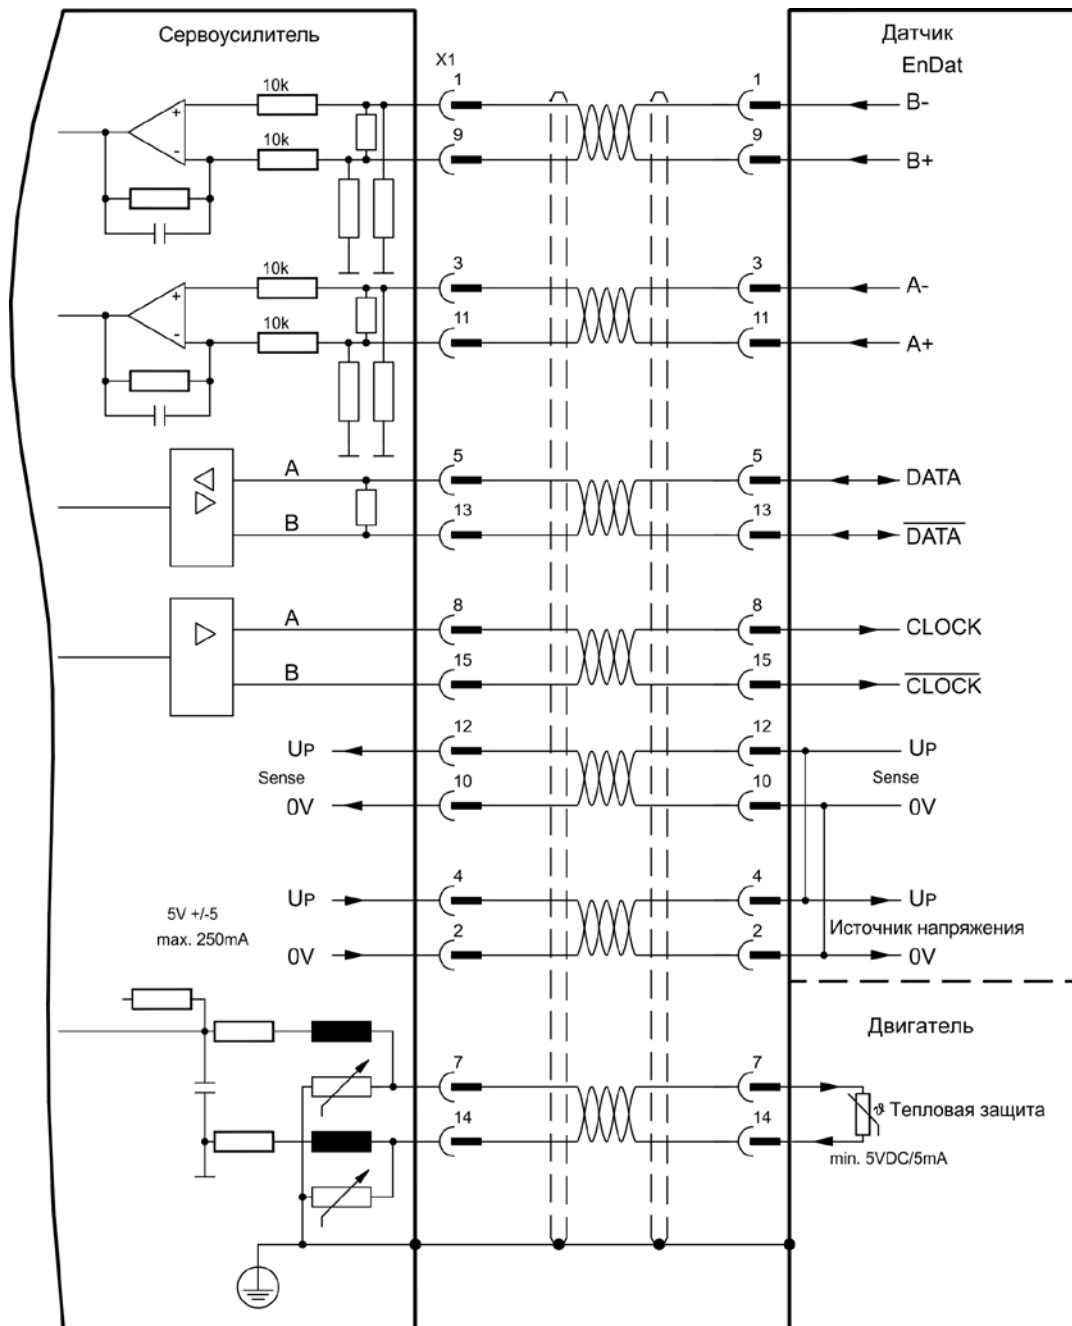 Сервоусилитель
Датчик
EnDat
X1
10k
1
1
B-
10k
9
9
B+
10k
3
3
A-
10k
11
11
A+
A
5
5
DATA
B
13
13
DATA
A
8
8
CLOCK
B
15
15
CLOCK
UP
12
12
UP
Sense
Sense
0V
10
10
0V
5V +/-5
max. 250mA
UP
4
4
UP
Источник напряжения
0V
2
2
0V
Двигатель
7
7
14
14
ϑ Тепловая защита
min. 5VDC/5mA